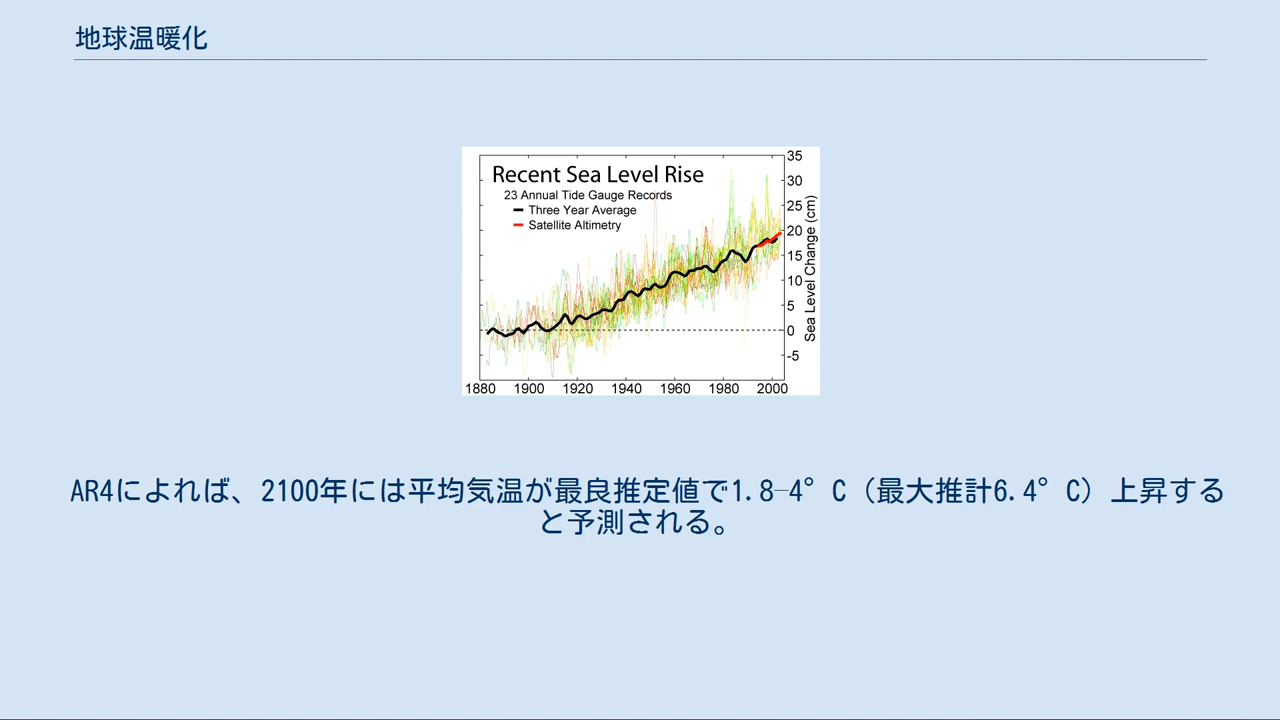 地球温暖化
Recent Sea Level Rise
23 Annual Tide Gauge Records
Three Year Average
Satellite Altimetry
35
30
25
20
15
10
5
0
-5
Sea Level Change (cm)
1880 1900 1920 1940 1960 1980 2000
AR4によれば、2100年には平均気温が最良推定値で1.8–4°C（最大推計6.4°C）上昇する
と予測される。